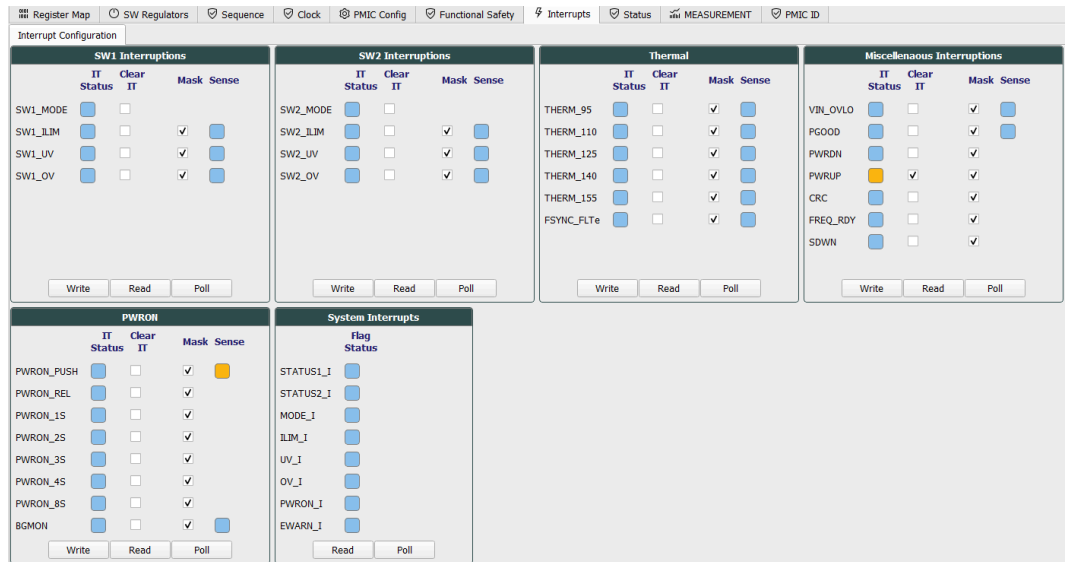 Register Map SW Regulators Sequence Clock PMIC Config Functional Safety Interrupts Status MEASUREMENT PMIC ID
Interrupt Configuration
SW1 Interruptions
IT Status Clear IT Mask Sense
SW1_MODE
SW1_ILIM
SW1_UV
SW1_OV
Write Read Poll
SW2 Interruptions
IT Status Clear IT Mask Sense
SW2_MODE
SW2_ILIM
SW2_UV
SW2_OV
Write Read Poll
Thermal
IT Status Clear IT Mask Sense
THERM_95
THERM_110
THERM_125
THERM_140
THERM_155
FSYNC_FLTe
Write Read Poll
Miscellenaous Interruptions
IT Status Clear IT Mask Sense
VIN_OVLO
PGOOD
PWRDN
PWRUP
CRC
FREQ_RDY
SDWN
Write Read Poll
PWRON
IT Status Clear IT Mask Sense
PWRON_PUSH
PWRON_REL
PWRON_1S
PWRON_2S
PWRON_3S
PWRON_4S
PWRON_8S
BGMON
Write Read Poll
System Interrupts
Flag Status
STATUS1_I
STATUS2_I
MODE_I
ILIM_I
UV_I
OV_I
PWRON_I
EWARN_I
Read Poll